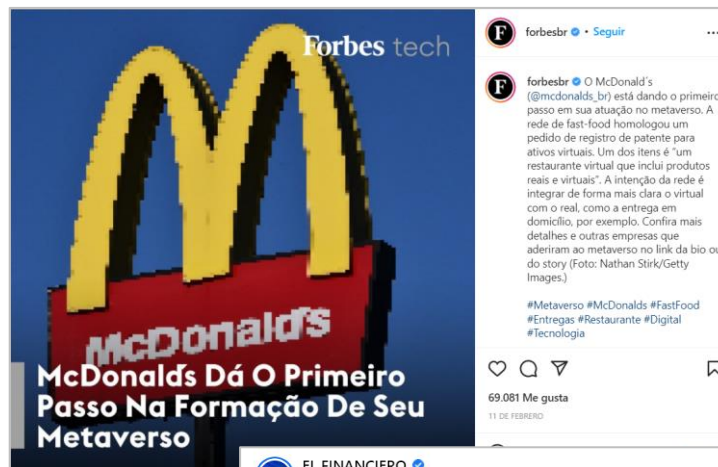 Forbes tech
McDonald's
McDonald's Dá O Primeiro
Passo Na Formação De Seu
Metaverso
F
forbesbr • Seguir
...
F
forbesbr O McDonald´s
(@mcdonalds_br) está dando o primeiro
passo em sua atuação no metaverso. A
rede de fast-food homologou um
pedido de registro de patente para
ativos virtuais. Um dos itens é "um
restaurante virtual que inclui produtos
reais e virtuais". A intenção da rede é
integrar de forma mais clara o virtual
com o real, como a entrega em
domicílio, por exemplo. Confira mais
detalhes e outras empresas que
aderiram ao metaverso no link da bio ou
do story (Foto: Nathan Stirk/Getty
Images.)
#Metaverso #McDonalds #FastFood
#Entregas #Restaurante #Digital
#Tecnologia
69.081 Me gusta
11 DE FEBRERO
EL FINANCIERO